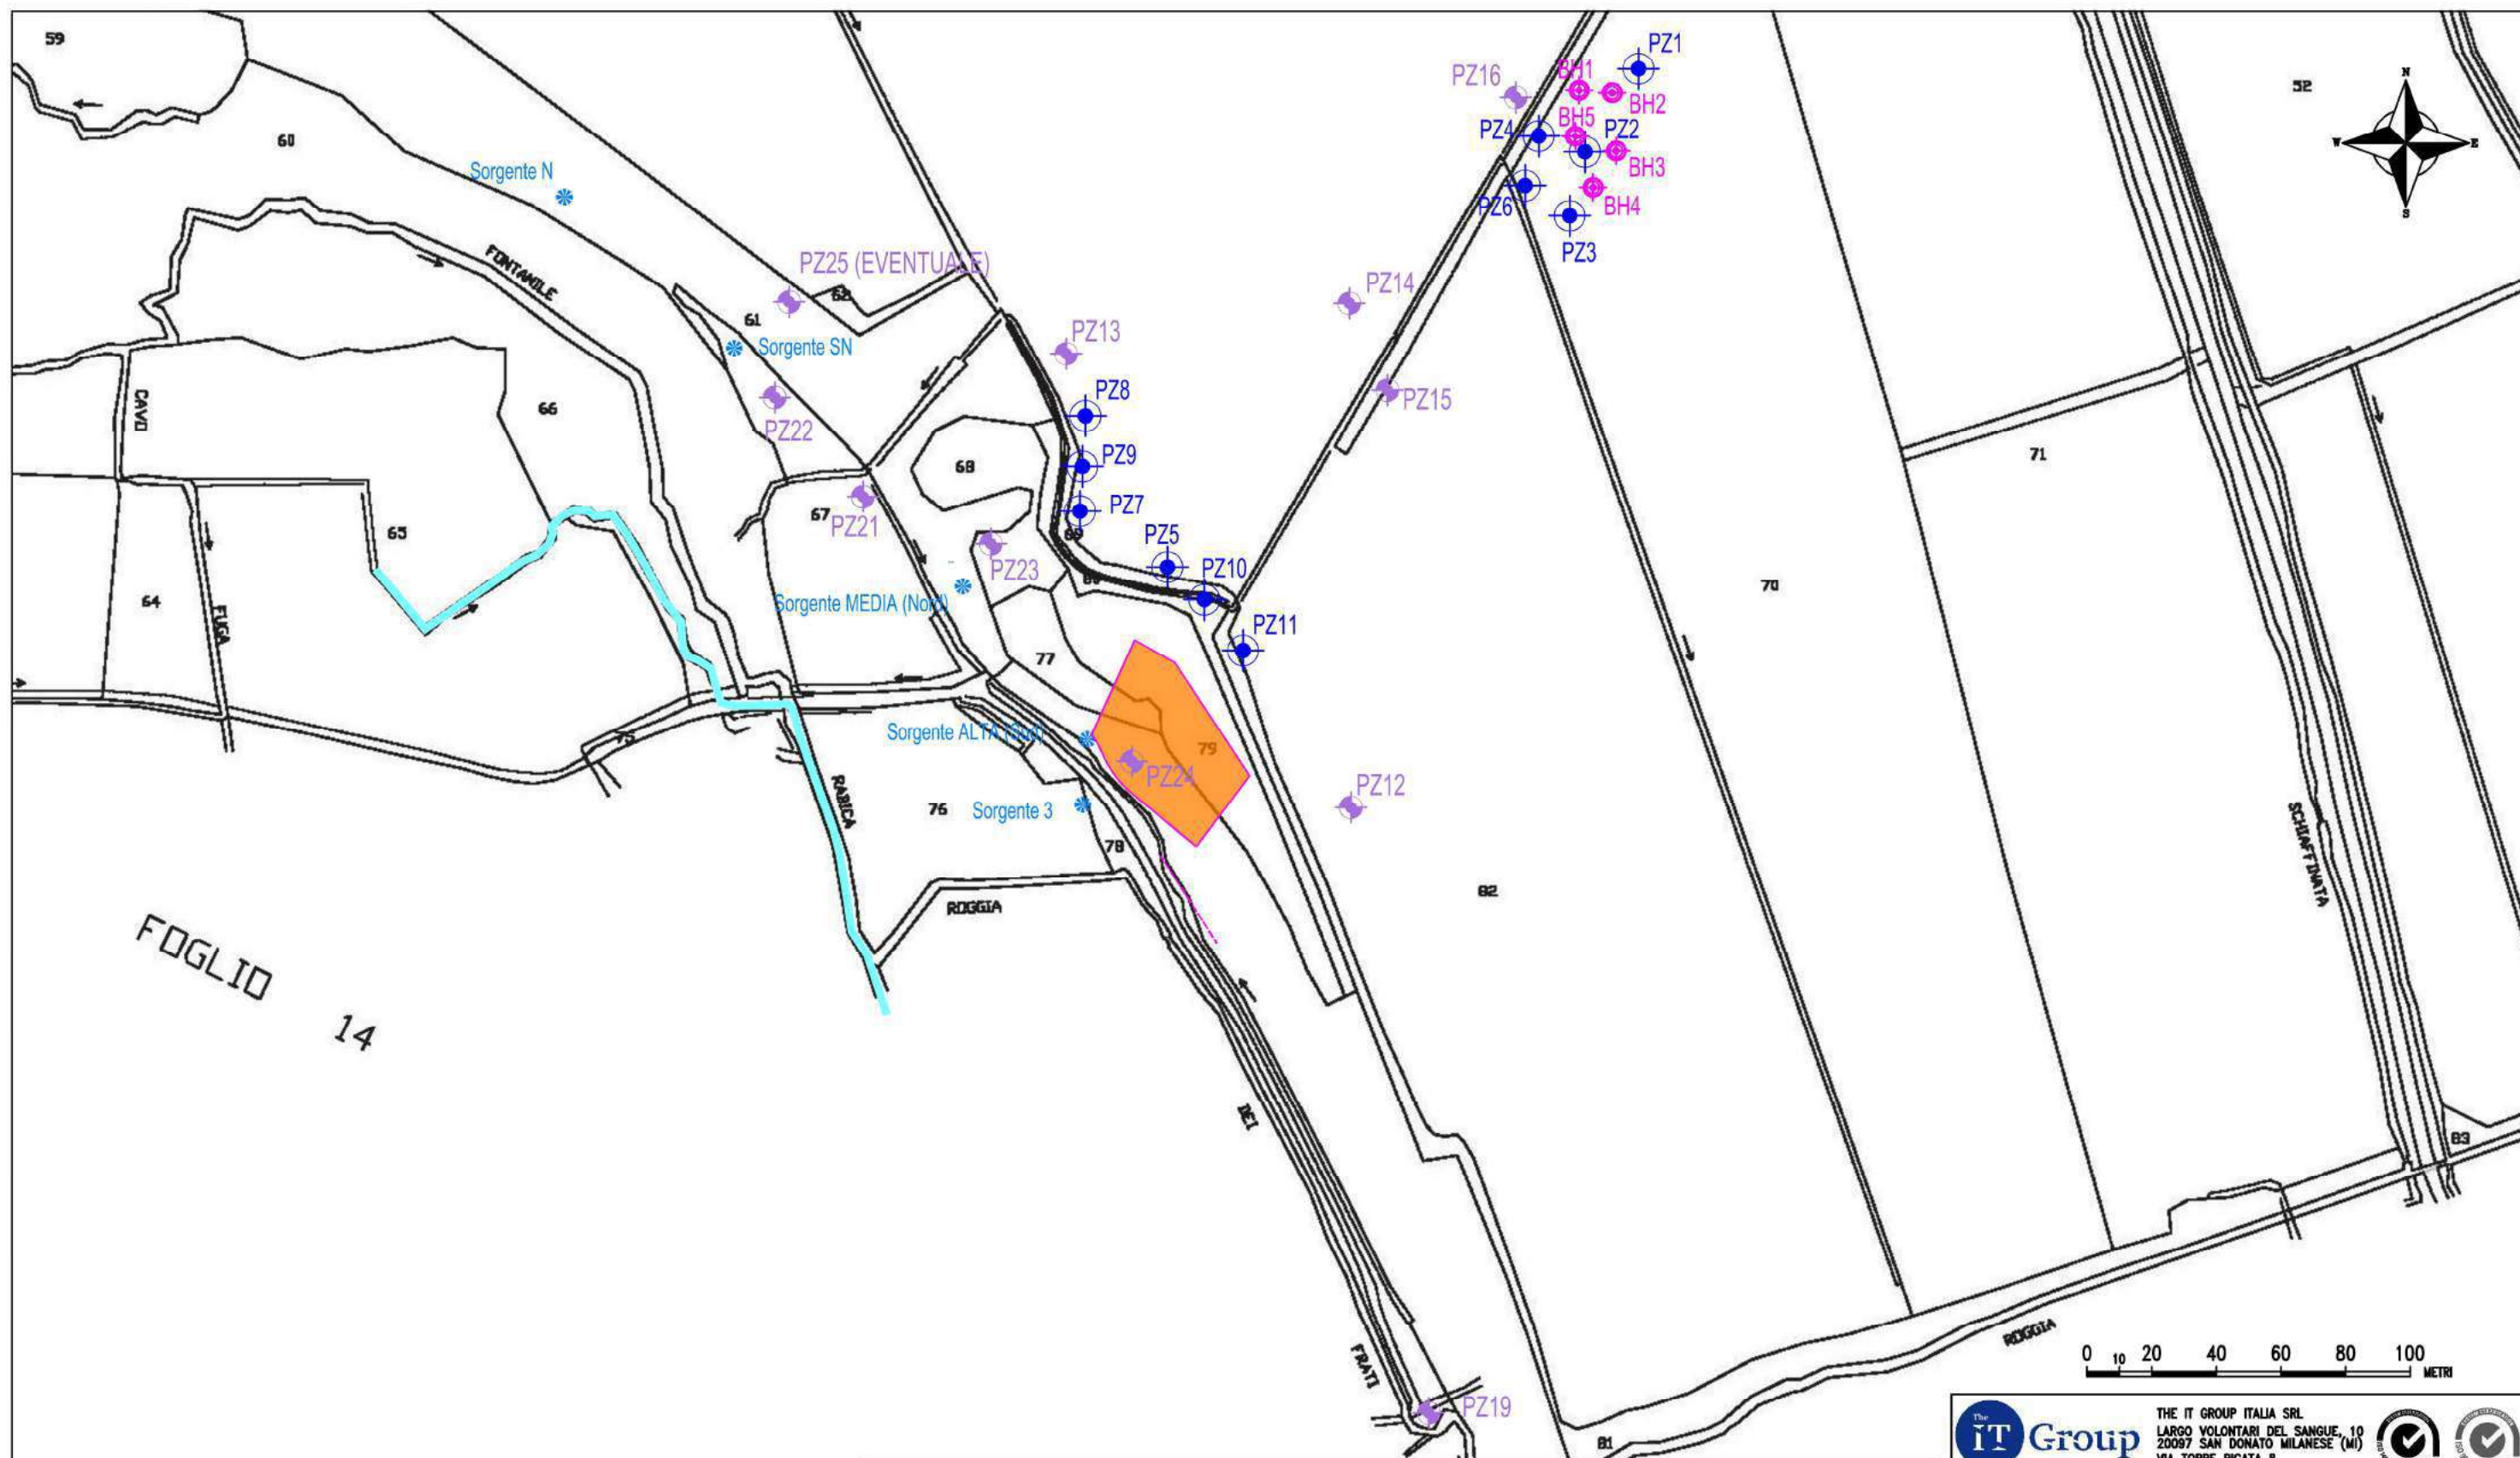 59
PZ1
PZ16
BH1
52
N
BH2
60
BH5
PZ4
PZ2
W
E
Sorgente N
BH3
PZ6
BH4
S
PZ3
FONTANILE
PZ25 (EVENTUALE)
62
PZ14
61
PZ13
Sorgente SN
PZ8
PZ15
CAVO
66
PZ22
PZ9
71
68
PZ7
67
PZ21
65
69
PZ5
PZ23
PZ10
70
64
Sorgente MEDIA (Nord)
FUGA
PZ11
77
Sorgente ALTA (Sud)
75
79
PZ24
PZ12
RABICA
76
Sorgente 3
78
SCHIAFFINATA
82
ROGGIA
FOGLIO
14
DEI
83
ROGGIA
FRATI
0 10 20 40 60 80 100
METRI
PZ19
81
The
iT Group
THE IT GROUP ITALIA SRL
LARGO VOLONTARI DEL SANGUE, 10
20097 SAN DONATO MILANESE (MI)